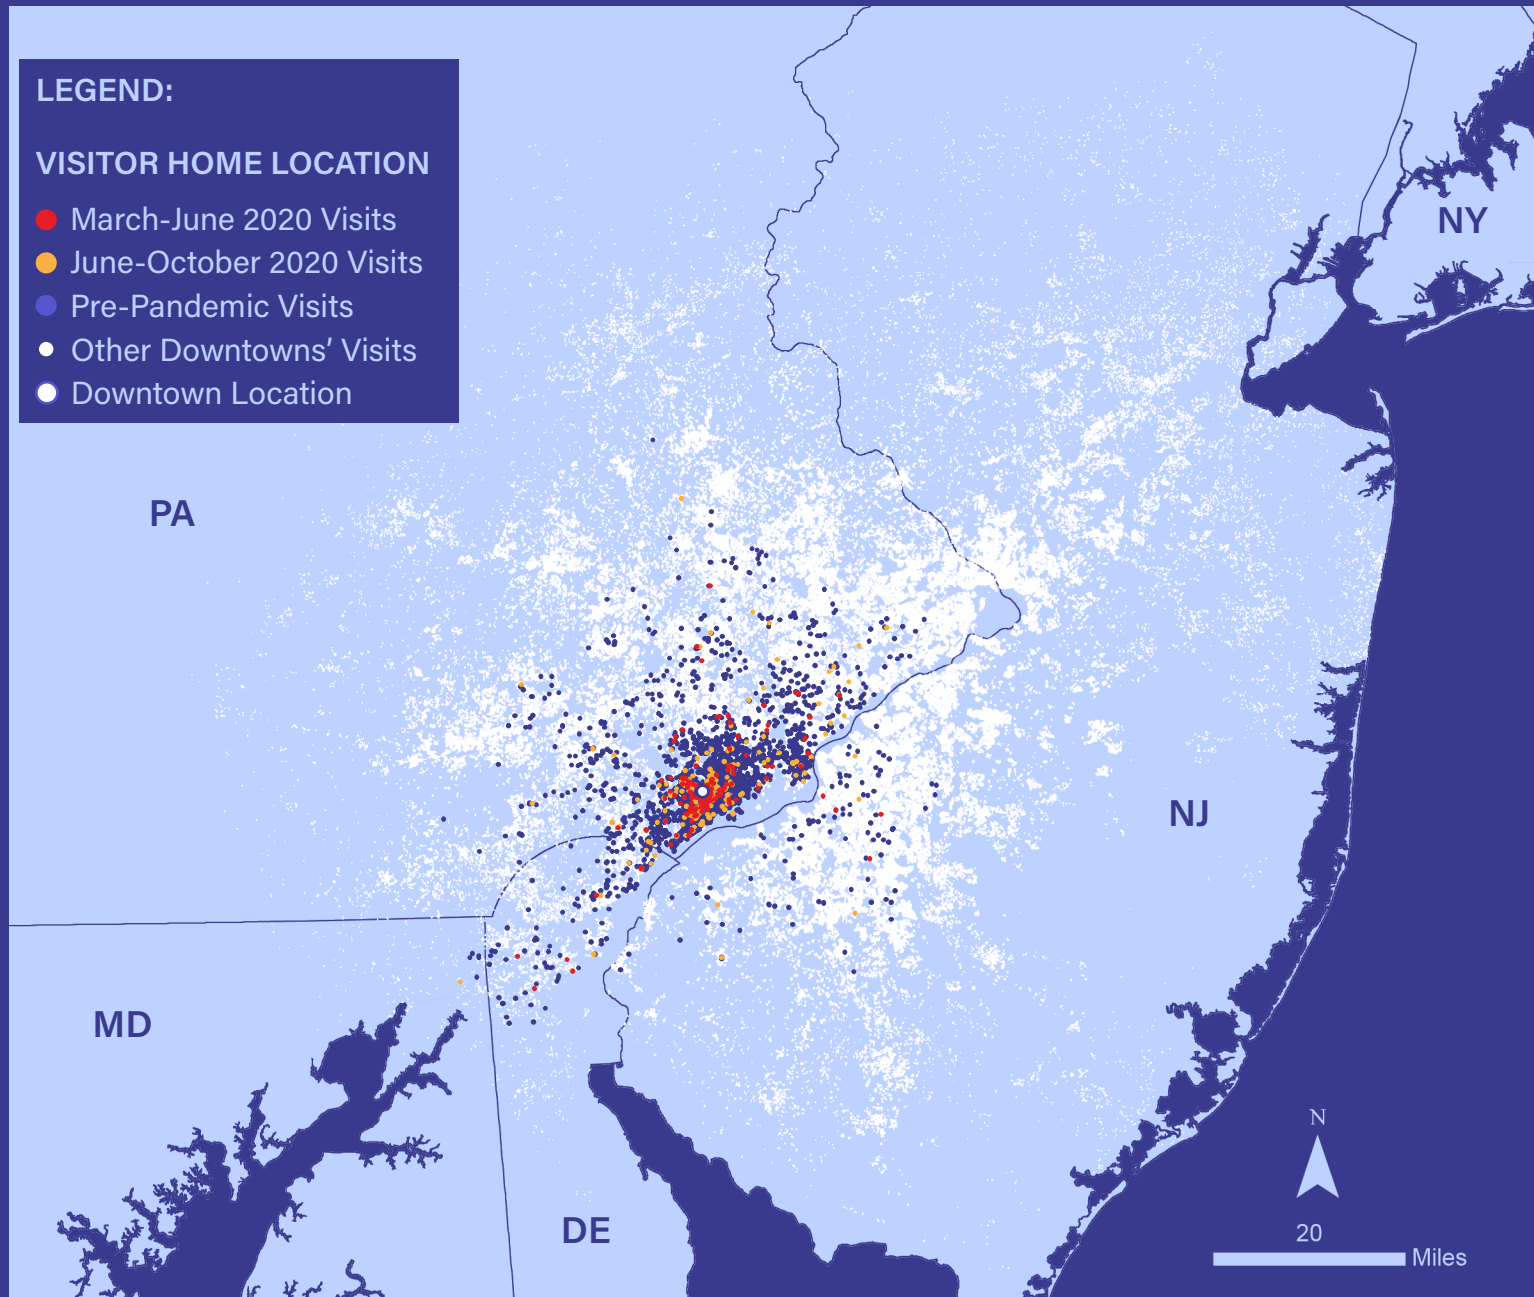 LEGEND:
VISITOR HOME LOCATION
March-June 2020 Visits
June-October 2020 Visits
Pre-Pandemic Visits
Other Downtowns’ Visits
Downtown Location
NY
PA
NJ
MD
DE
N
20
Miles